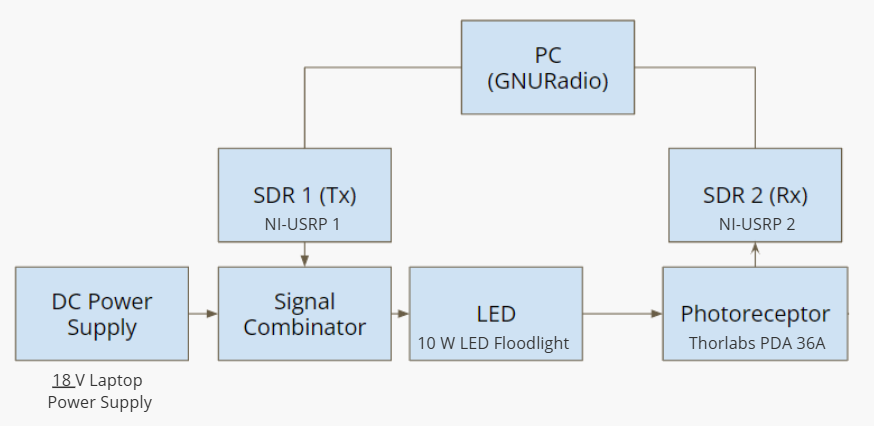 PC
(GNURadio)
SDR 1 (Tx)
NI-USRP 1
SDR 2 (Rx)
NI-USRP 2
DC Power
Supply
Signal
Combinator
LED
10 W LED Floodlight
Photoreceptor
Thorlabs PDA 36A
18 V Laptop
Power Supply